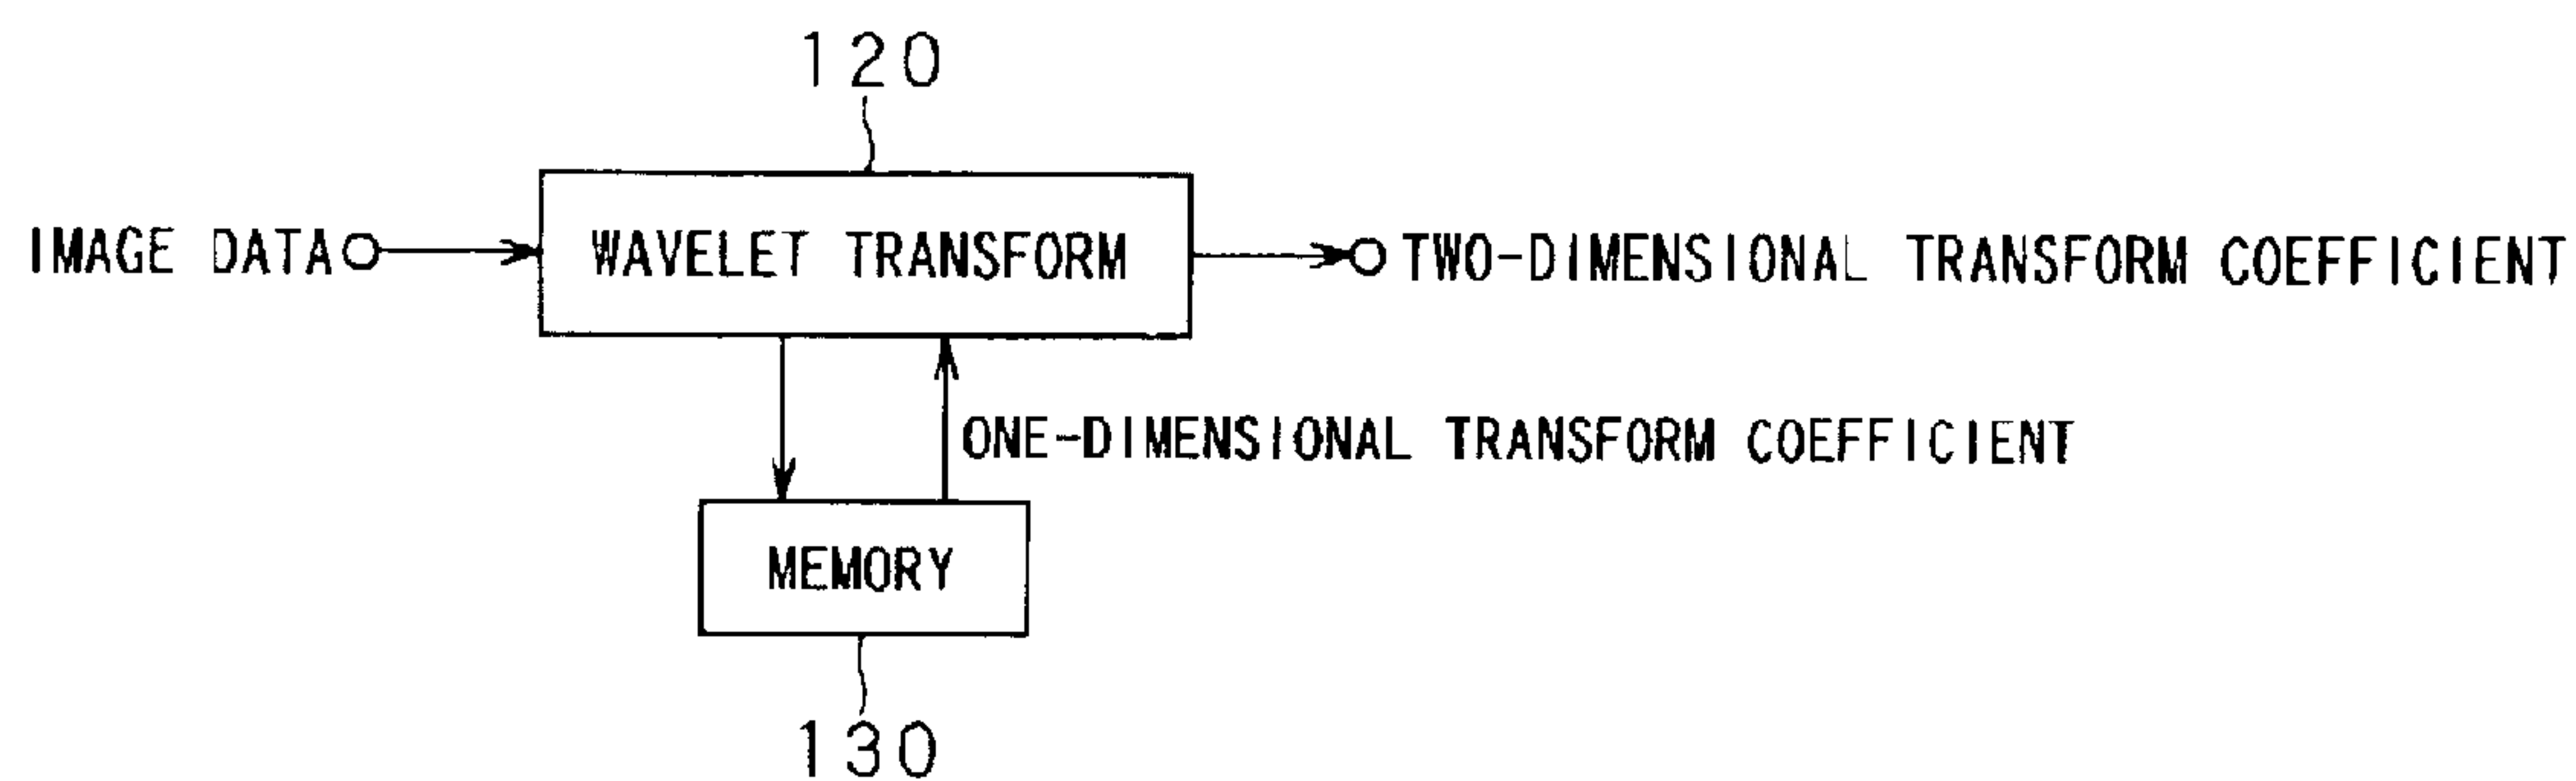 120
IMAGE DATA
WAVELET TRANSFORM
TWO-DIMENSIONAL TRANSFORM COEFFICIENT
ONE-DIMENSIONAL TRANSFORM COEFFICIENT
MEMORY
130